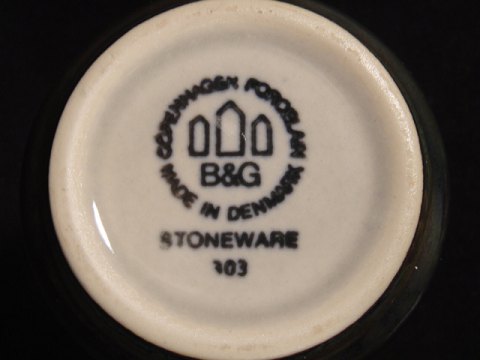 COPENHAGEN PORCELAIN
B&G
MADE IN DENMARK
STONEWARE
303